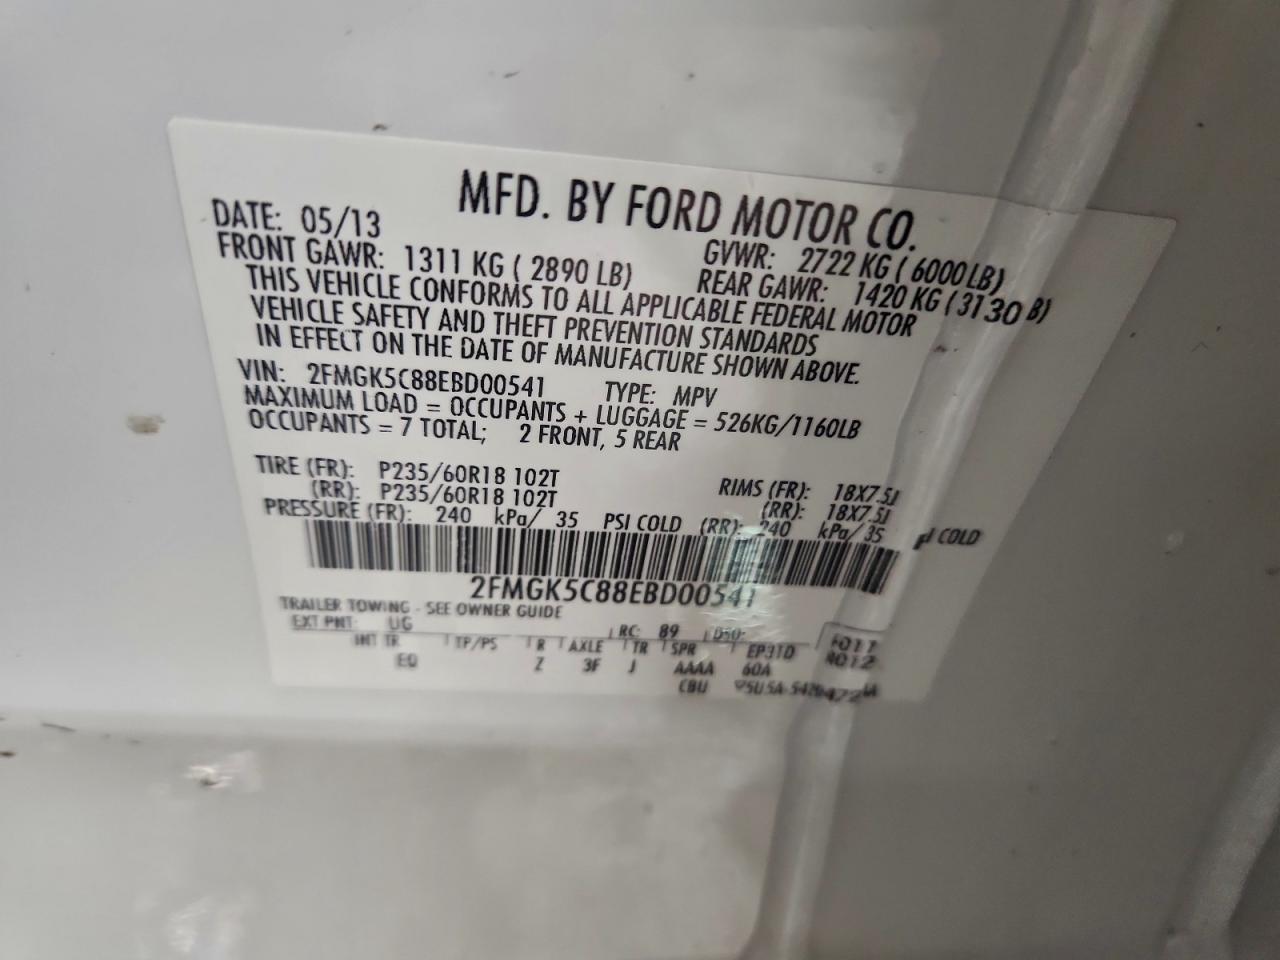 MFD. BY FORD MOTOR CO.
DATE: 05/13 GVWR: 2722 KG ( 6000LB)
FRONT GAWR: 1311 KG ( 2890 LB) REAR GAWR: 1420 KG (3130 B)
THIS VEHICLE CONFORMS TO ALL APPLICABLE FEDERAL MOTOR
VEHICLE SAFETY AND THEFT PREVENTION STANDARDS
IN EFFECT ON THE DATE OF MANUFACTURE SHOWN ABOVE.
VIN: 2FMGK5C88EBD00541 TYPE: MPV
MAXIMUM LOAD = OCCUPANTS + LUGGAGE = 526KG/1160LB
OCCUPANTS = 7 TOTAL; 2 FRONT, 5 REAR
TIRE (FR): P235/60R18 102T RIMS (FR): 18X7.5J
(RR): P235/60R18 102T (RR): 18X7.5J
PRESSURE (FR): 240 kPa/ 35 PSI COLD (RR): 240 kPa/ 35 COLD
2FMGK5C88EBD00541
TRAILER TOWING - SEE OWNER GUIDE
EXT PNT: UG RC: 89 DSO:
INT TR TP/PS R AXLE TR SPR EP31D
EQ Z 3F J AAAA 60A
CBU